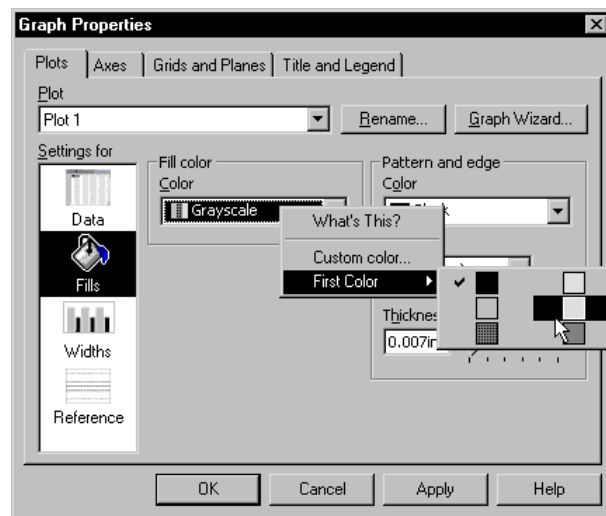 Graph Properties
Plots Axes Grids and Planes Title and Legend
Plot
Plot 1 Rename... Graph Wizard...
Settings for
Data
Fills
Widths
Reference
Fill color
Color
Grayscale
Pattern and edge
Color
What's This?
Custom color...
First Color
0.007in
OK Cancel Apply Help